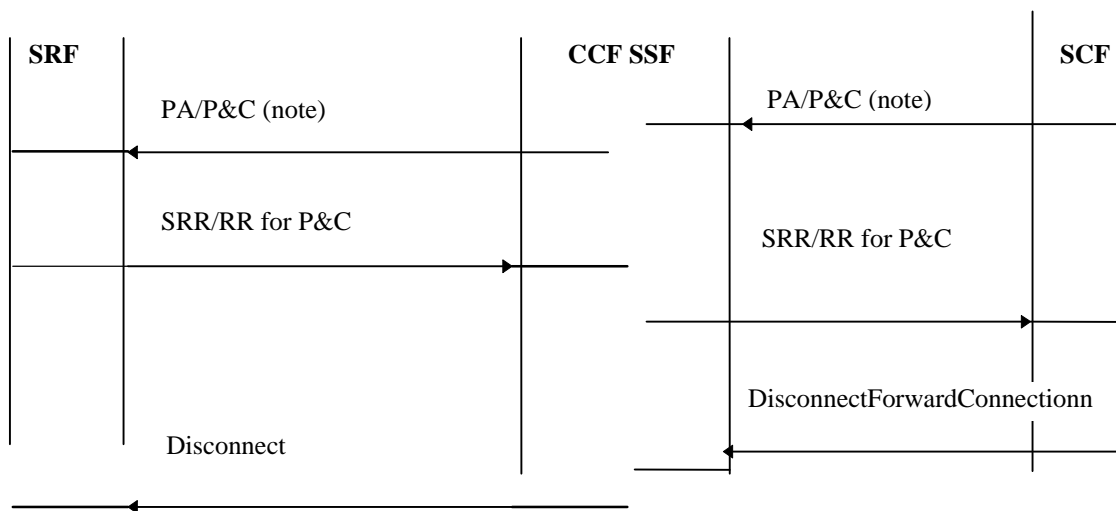 SRF
CCF SSF
SCF
PA/P&C (note)
PA/P&C (note)
SRR/RR for P&C
SRR/RR for P&C
DisconnectForwardConnectionn
Disconnect